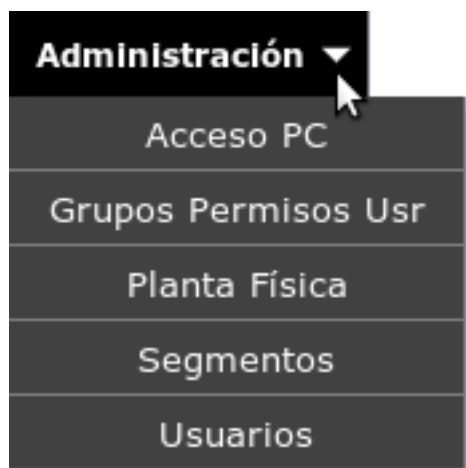 Administración
Acceso PC
Grupos Permisos Usr
Planta Física
Segmentos
Usuarios